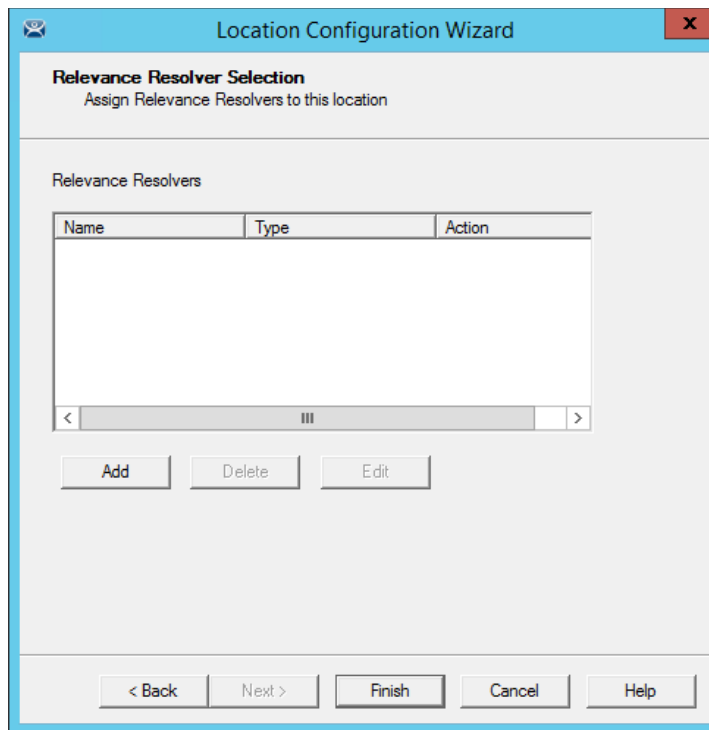 Location Configuration Wizard
x
Relevance Resolver Selection
Assign Relevance Resolvers to this location
Relevance Resolvers
Name Type Action
Add Delete Edit
< Back Next > Finish Cancel Help